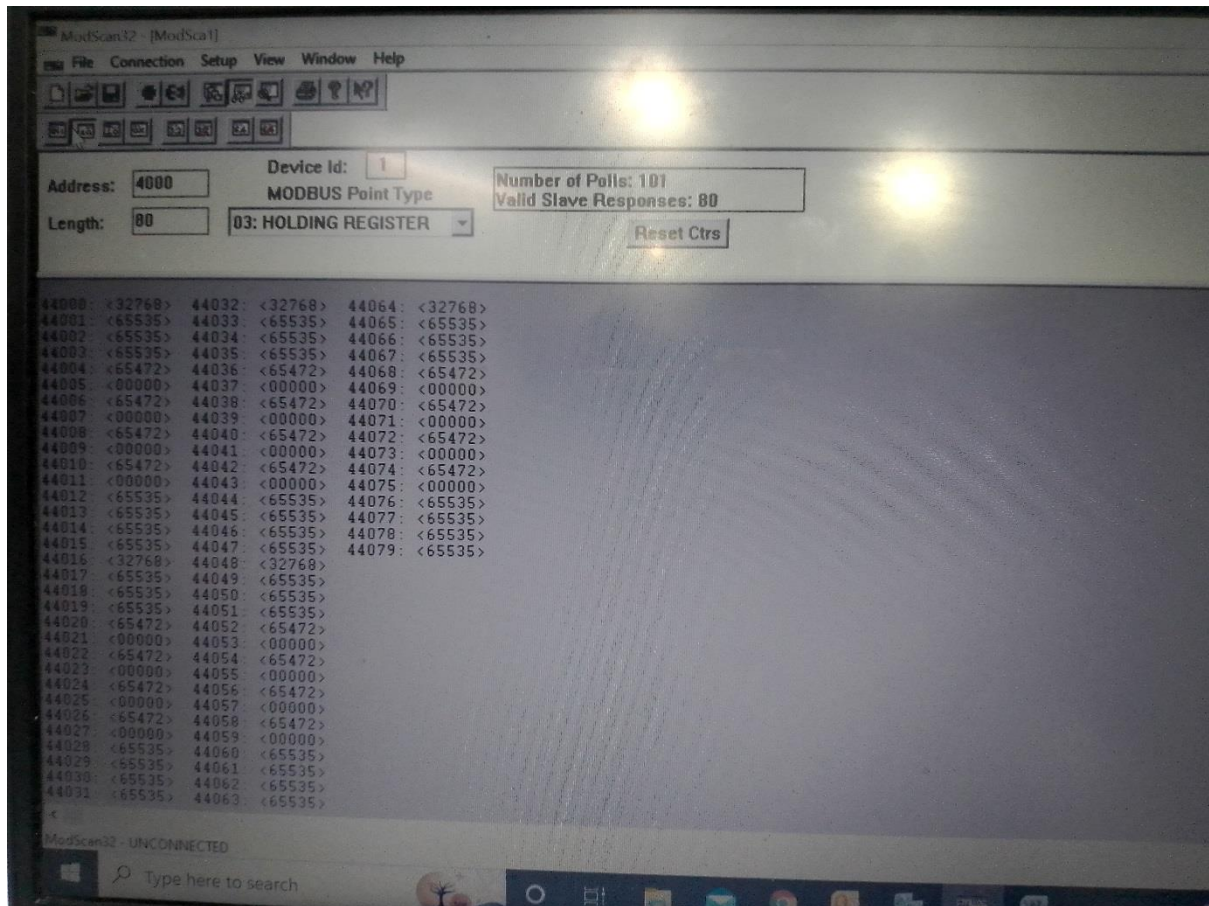 ModScan32 - [ModSca1]
File Connection Setup View Window Help
Device Id: 1
Address: 4000
MODBUS Point Type
Number of Polls: 101
Valid Slave Responses: 80
Length: 80
03: HOLDING REGISTER
Reset Ctrs
44000: <32768> 44032: <32768> 44064: <32768>
44001: <65535> 44033: <65535> 44065: <65535>
44002: <65535> 44034: <65535> 44066: <65535>
44003: <65535> 44035: <65535> 44067: <65535>
44004: <65472> 44036: <65472> 44068: <65472>
44005: <00000> 44037: <00000> 44069: <00000>
44006: <65472> 44038: <65472> 44070: <65472>
44007: <00000> 44039: <00000> 44071: <00000>
44008: <65472> 44040: <65472> 44072: <65472>
44009: <00000> 44041: <00000> 44073: <00000>
44010: <65472> 44042: <65472> 44074: <65472>
44011: <00000> 44043: <00000> 44075: <00000>
44012: <65535> 44044: <65535> 44076: <65535>
44013: <65535> 44045: <65535> 44077: <65535>
44014: <65535> 44046: <65535> 44078: <65535>
44015: <65535> 44047: <65535> 44079: <65535>
44016: <32768> 44048: <32768>
44017: <65535> 44049: <65535>
44018: <65535> 44050: <65535>
44019: <65535> 44051: <65535>
44020: <65472> 44052: <65472>
44021: <00000> 44053: <00000>
44022: <65472> 44054: <65472>
44023: <00000> 44055: <00000>
44024: <65472> 44056: <65472>
44025: <00000> 44057: <00000>
44026: <65472> 44058: <65472>
44027: <00000> 44059: <00000>
44028: <65535> 44060: <65535>
44029: <65535> 44061: <65535>
44030: <65535> 44062: <65535>
44031: <65535> 44063: <65535>
ModScan32 - UNCONNECTED
Type here to search